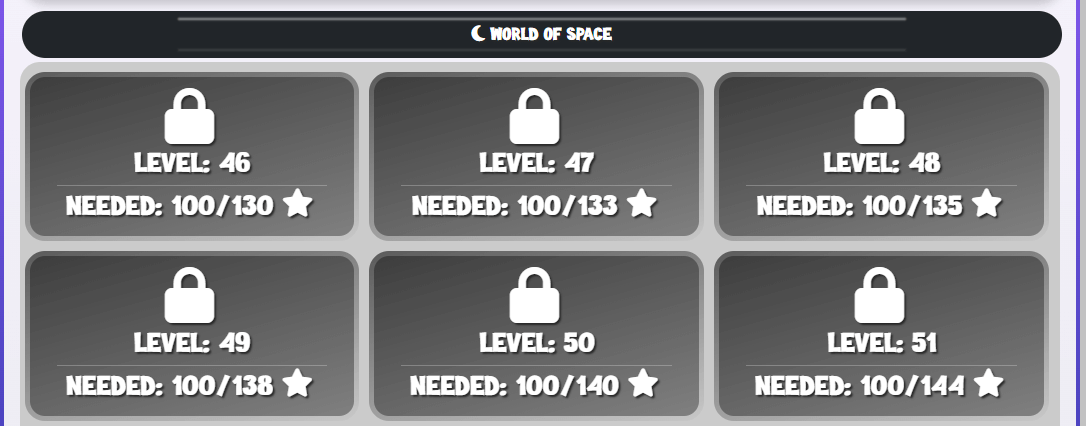 WORLD OF SPACE
LEVEL: 46
NEEDED: 100/130
LEVEL: 47
NEEDED: 100/133
LEVEL: 48
NEEDED: 100/135
LEVEL: 49
NEEDED: 100/138
LEVEL: 50
NEEDED: 100/140
LEVEL: 51
NEEDED: 100/144